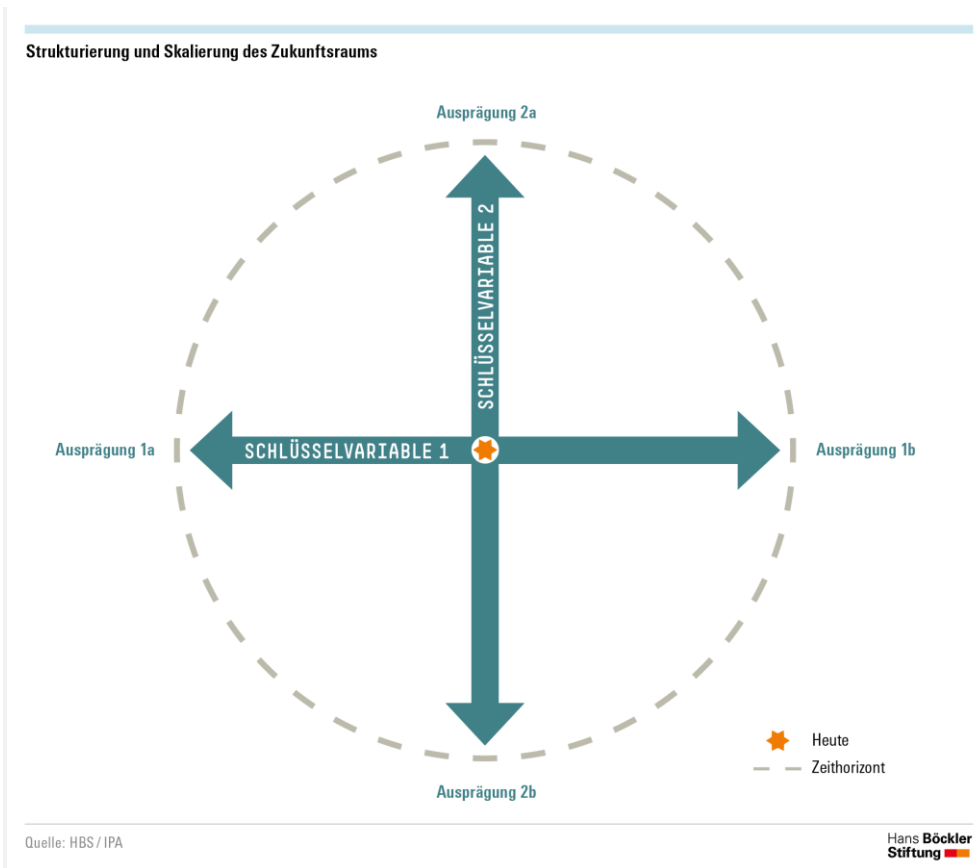 Strukturierung und Skalierung des Zukunftsraums
Ausprägung 2a
SCHLÜSSELVARIABLE 2
Ausprägung 1a
SCHLÜSSELVARIABLE 1
Ausprägung 1b
Heute
Zeithorizont
Ausprägung 2b
Quelle: HBS / IPA
Hans Böckler
Stiftung